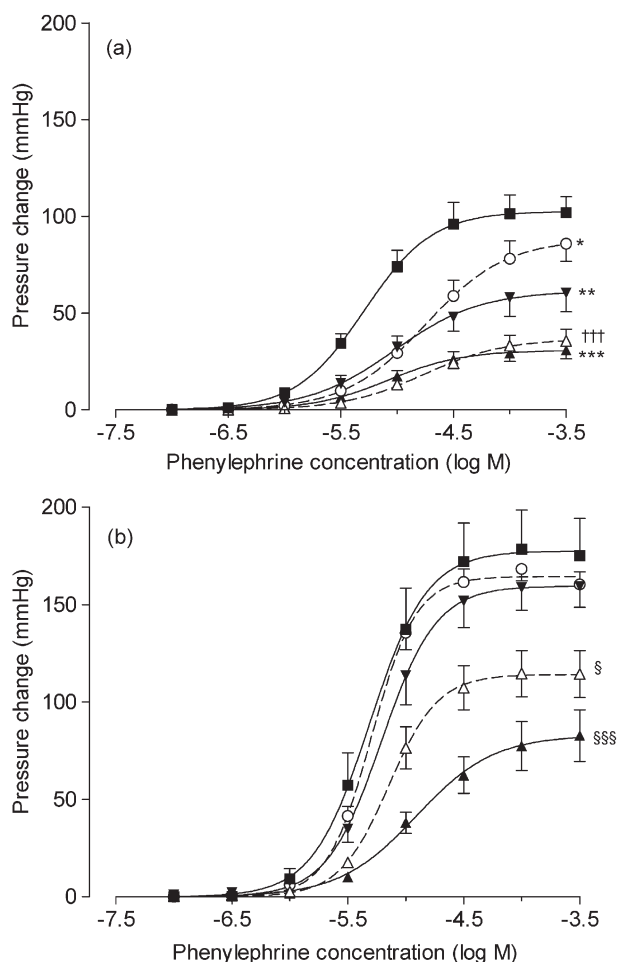 200
(a)
150
100
50
0
Pressure change (mmHg)
*
**
†††
***
-7.5 -6.5 -5.5 -4.5 -3.5
Phenylephrine concentration (log M)
200
(b)
150
100
50
0
Pressure change (mmHg)
§
§§§
-7.5 -6.5 -5.5 -4.5 -3.5
Phenylephrine concentration (log M)